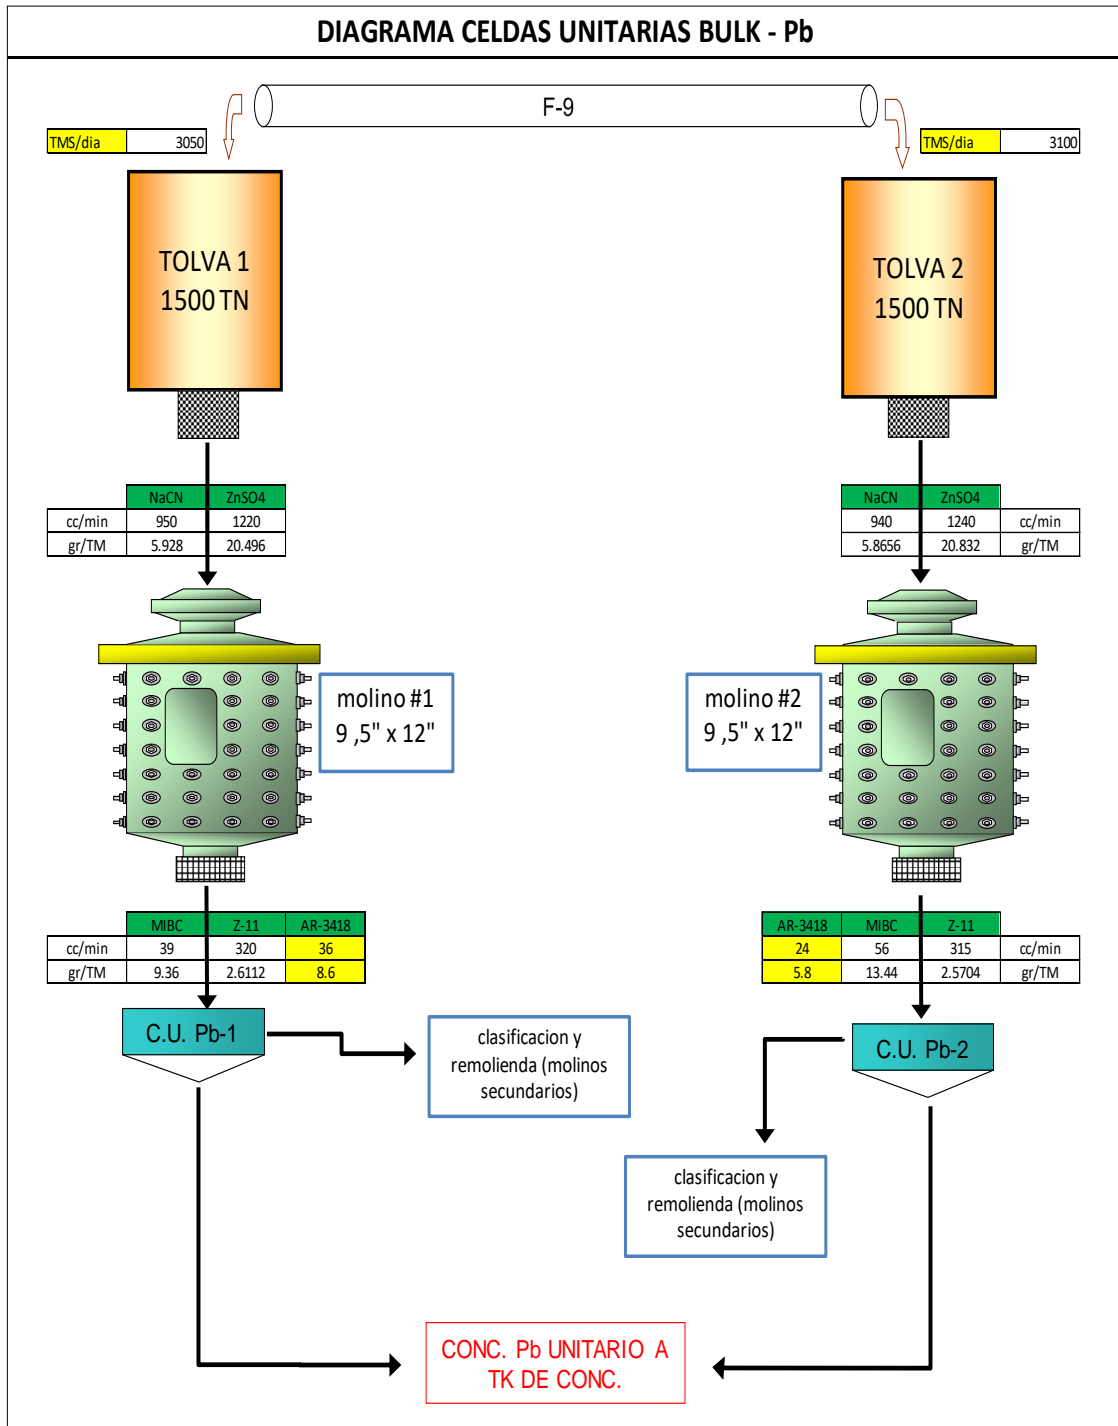 DIAGRAMA CELDAS UNITARIAS BULK - Pb
F-9
TMS/dia 3050
TMS/dia 3100
TOLVA 1
1500 TN
TOLVA 2
1500 TN
NaCN ZnSO4
cc/min 950 1220
gr/TM 5.928 20.496
NaCN ZnSO4
940 1240 cc/min
5.8656 20.832 gr/TM
molino #1
9 ,5" x 12"
molino #2
9 ,5" x 12"
MIBC Z-11 AR-3418
cc/min 39 320 36
gr/TM 9.36 2.6112 8.6
AR-3418 MIBC Z-11
24 56 315 cc/min
5.8 13.44 2.5704 gr/TM
C.U. Pb-1
clasificacion y
remolienda (molinos
secundarios)
C.U. Pb-2
clasificacion y
remolienda (molinos
secundarios)
CONC. Pb UNITARIO A
TK DE CONC.